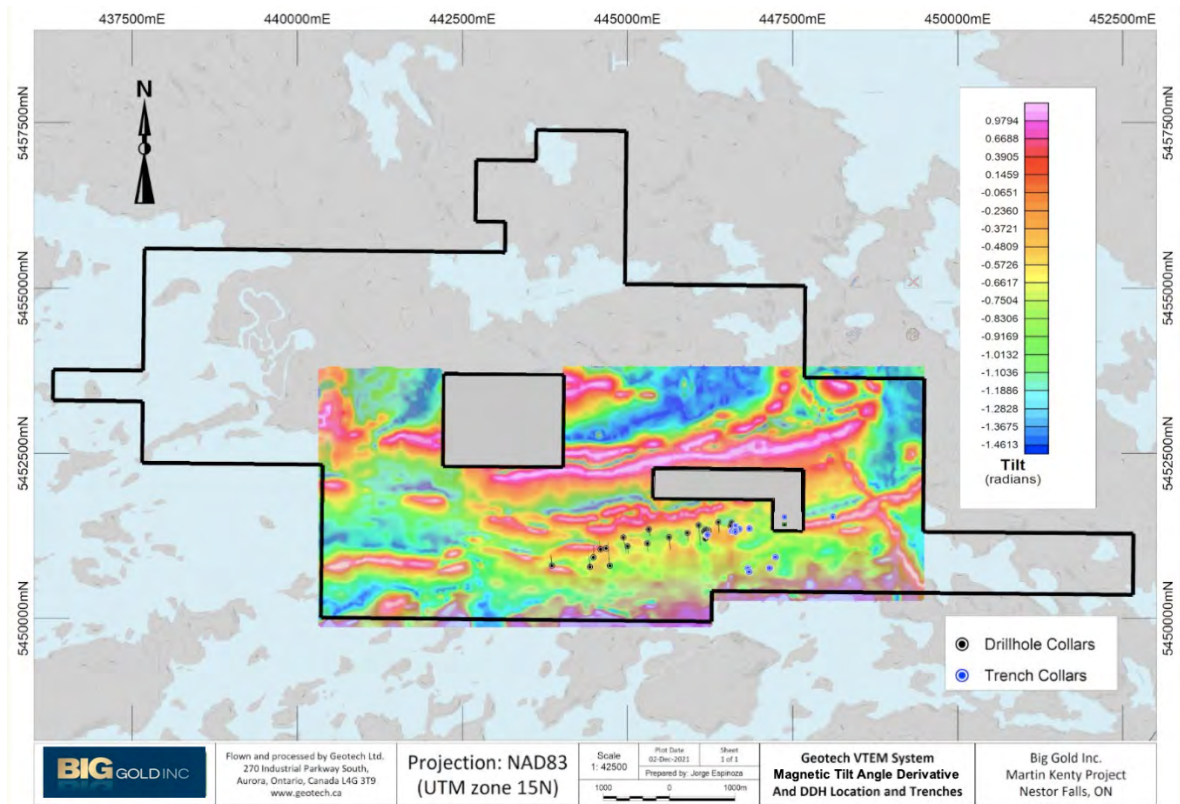 437500mE 440000mE 442500mE 445000mE 447500mE 450000mE 452500mE
5457500mN
5455000mN
5452500mN
5450000mN
N
5457500mN
5455000mN
5452500mN
5450000mN
0.9794
0.6688
0.3905
0.1459
-0.0651
-0.2360
-0.3721
-0.4809
-0.5726
-0.6617
-0.7504
-0.8306
-0.9169
-1.0132
-1.1036
-1.1886
-1.2828
-1.3675
-1.4613
Tilt
(radians)
Drillhole Collars
Trench Collars
BIG GOLD INC
Flown and processed by Geotech Ltd.
270 Industrial Parkway South,
Aurora, Ontario, Canada L4G 3T9
www.geotech.ca
Projection: NAD83
(UTM zone 15N)
Scale
1: 42500
Plot Date
02-Dec-2021
Sheet
1 of 1
Prepared by: Jorge Espinoza
1000 0 1000m
Geotech VTEM System
Magnetic Tilt Angle Derivative
And DDH Location and Trenches
Big Gold Inc.
Martin Kenty Project
Nestor Falls, ON